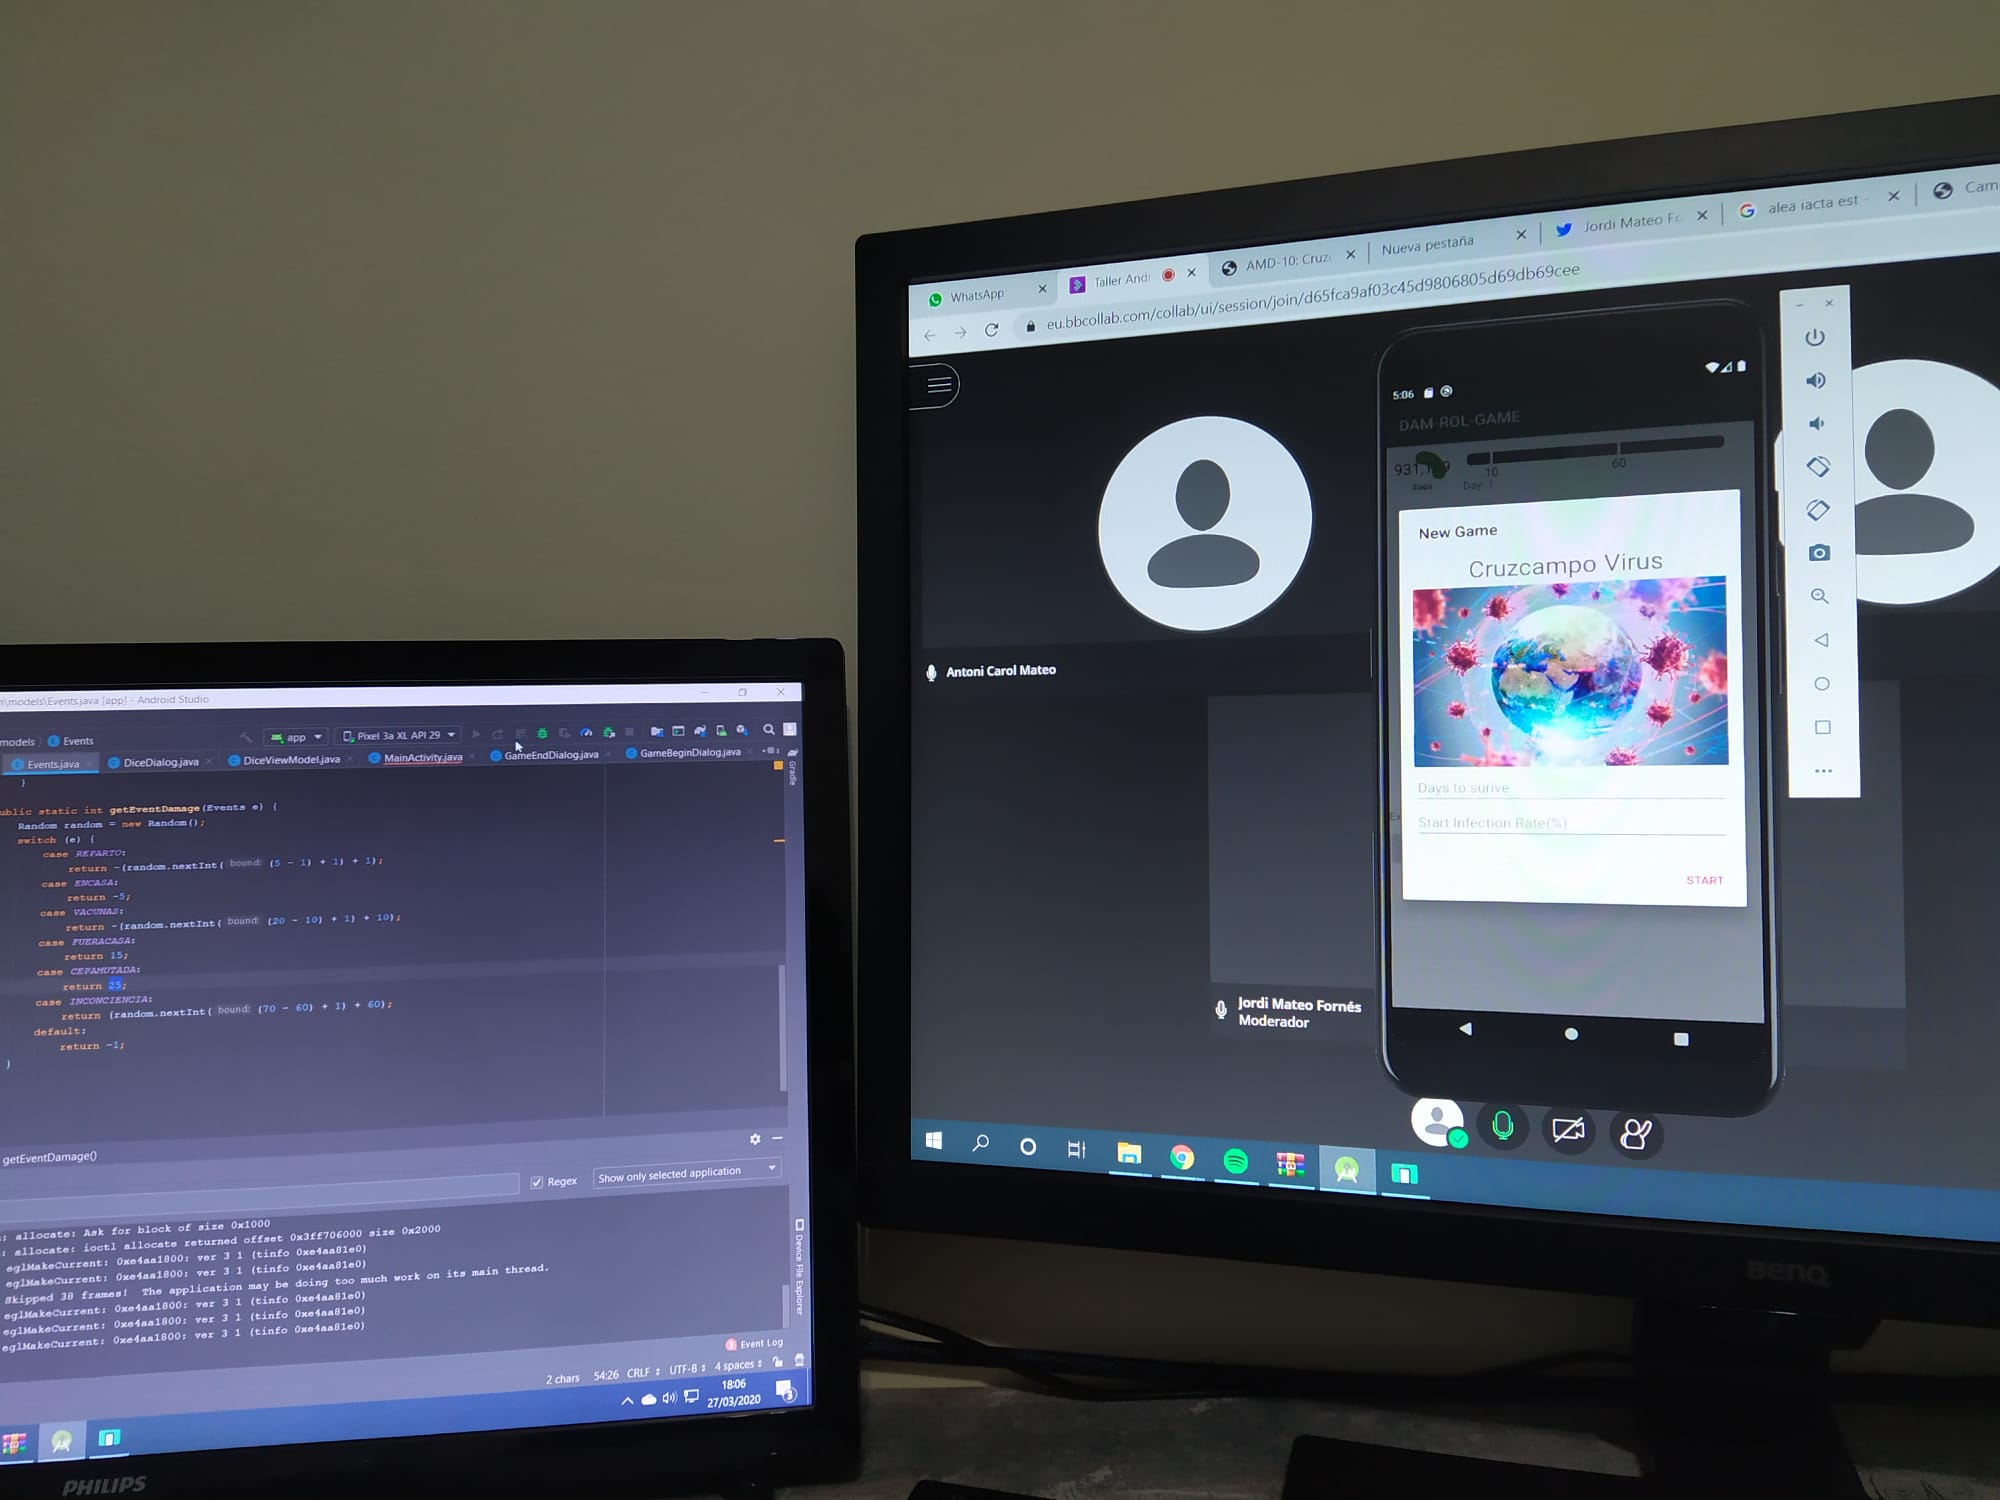 models\Events.java [app] - Android Studio
models
Events
app
Pixel 3a XL API 29
Events.java
DiceDialog.java
DiceViewModel.java
MainActivity.java
GameEndDialog.java
GameBeginDialog.java
Gradle
}
public static int getEventDamage(Events e) {
Random random = new Random();
switch (e) {
case REPARTO:
return -(random.nextInt( bound: (5 - 1) + 1) + 1);
case ENCASA:
return -5;
case VACUNAS:
return -(random.nextInt( bound: (20 - 10) + 1) + 10);
case FUERACASA:
return 15;
case CEPAMUTADA:
return 25;
case INCONCIENCIA:
return (random.nextInt( bound: (70 - 60) + 1) + 60);
default:
return -1;
}
getEventDamage()
Regex
Show only selected application
: allocate: Ask for block of size 0x1000
: allocate: ioctl allocate returned offset 0x3ff706000 size 0x2000
eglMakeCurrent: 0xe4aa1800: ver 3 1 (tinfo 0xe4aa81e0)
eglMakeCurrent: 0xe4aa1800: ver 3 1 (tinfo 0xe4aa81e0)
Skipped 38 frames!  The application may be doing too much work on its main thread.
eglMakeCurrent: 0xe4aa1800: ver 3 1 (tinfo 0xe4aa81e0)
eglMakeCurrent: 0xe4aa1800: ver 3 1 (tinfo 0xe4aa81e0)
eglMakeCurrent: 0xe4aa1800: ver 3 1 (tinfo 0xe4aa81e0)
Device File Explorer
Event Log
2 chars 54:26 CRLF UTF-8 4 spaces
18:06
27/03/2020
3
PHILIPS
WhatsApp
Taller Andr
AMD-10: Cruz
Nueva pestaña
Jordi Mateo Fo
alea iacta est -
Cam
eu.bbcollab.com/collab/ui/session/join/d65fca9af03c45d9806805d69db69cee
Antoni Carol Mateo
Jordi Mateo Fornés
Moderador
5:06
DAM-ROL-GAME
10
60
Day: 1
New Game
Cruzcampo Virus
Days to surive
Start Infection Rate(%)
START
BenQ